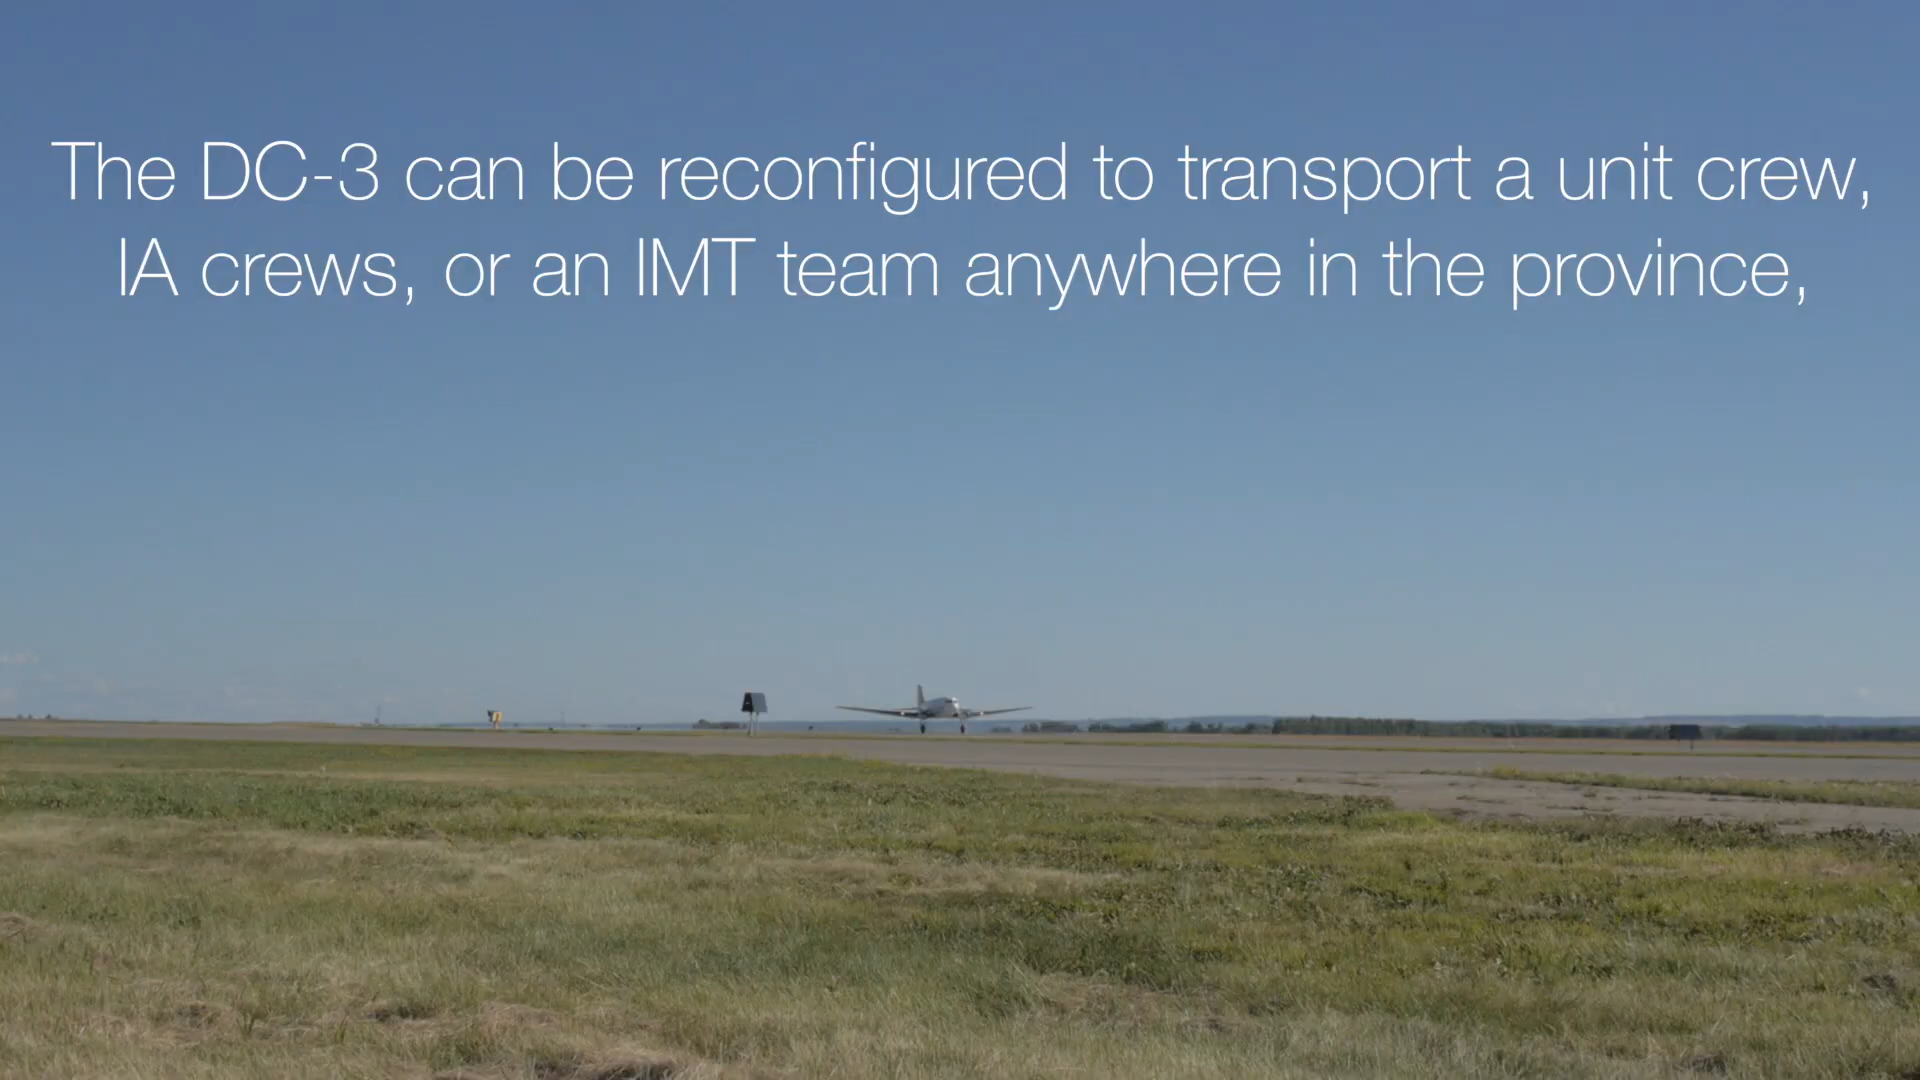 The DC-3 can be reconfigured to transport a unit crew,
IA crews, or an IMT team anywhere in the province,